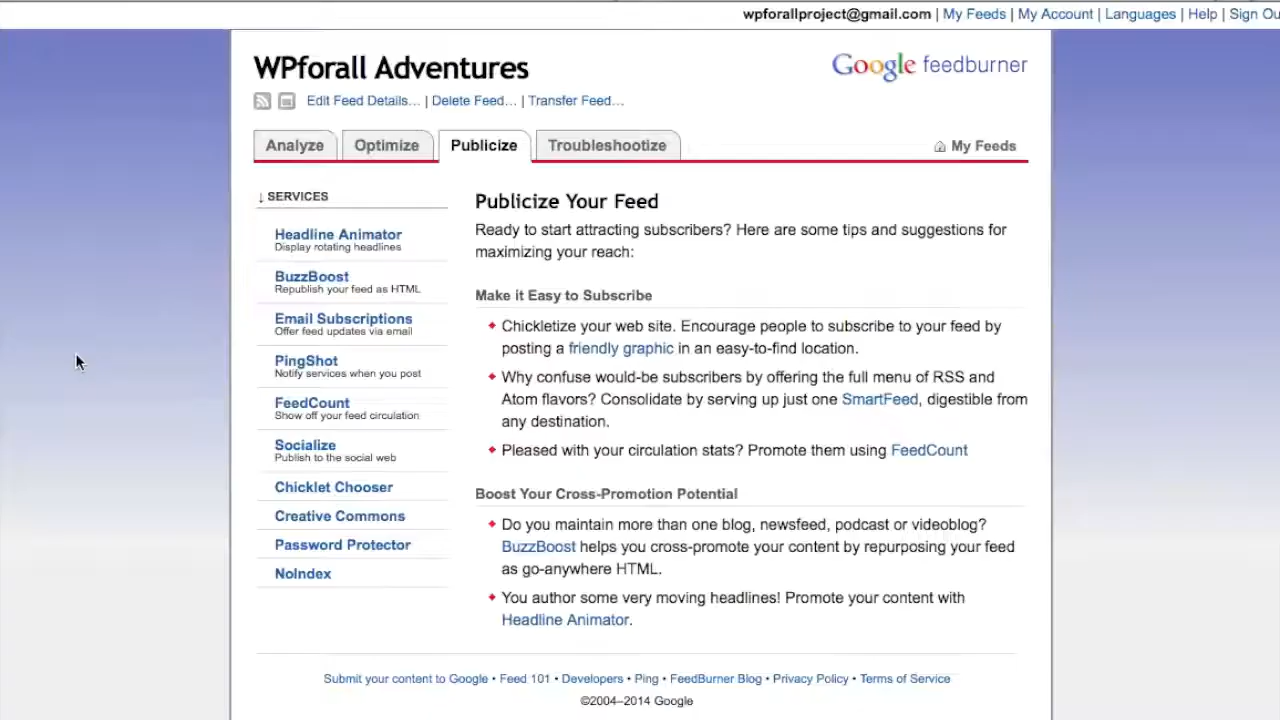 wpforallproject@gmail.com | My Feeds | My Account | Languages | Help | Sign Ou
WPforall Adventures
Google feedburner
Edit Feed Details... | Delete Feed... | Transfer Feed...
Analyze
Optimize
Publicize
Troubleshootize
My Feeds
↓ SERVICES
Headline Animator
Display rotating headlines
BuzzBoost
Republish your feed as HTML
Email Subscriptions
Offer feed updates via email
PingShot
Notify services when you post
FeedCount
Show off your feed circulation
Socialize
Publish to the social web
Chicklet Chooser
Creative Commons
Password Protector
NoIndex
Publicize Your Feed
Ready to start attracting subscribers? Here are some tips and suggestions for
maximizing your reach:
Make it Easy to Subscribe
Chickletize your web site. Encourage people to subscribe to your feed by
posting a friendly graphic in an easy-to-find location.
Why confuse would-be subscribers by offering the full menu of RSS and
Atom flavors? Consolidate by serving up just one SmartFeed, digestible from
any destination.
Pleased with your circulation stats? Promote them using FeedCount
Boost Your Cross-Promotion Potential
Do you maintain more than one blog, newsfeed, podcast or videoblog?
BuzzBoost helps you cross-promote your content by repurposing your feed
as go-anywhere HTML.
You author some very moving headlines! Promote your content with
Headline Animator.
Submit your content to Google • Feed 101 • Developers • Ping • FeedBurner Blog • Privacy Policy • Terms of Service
©2004–2014 Google